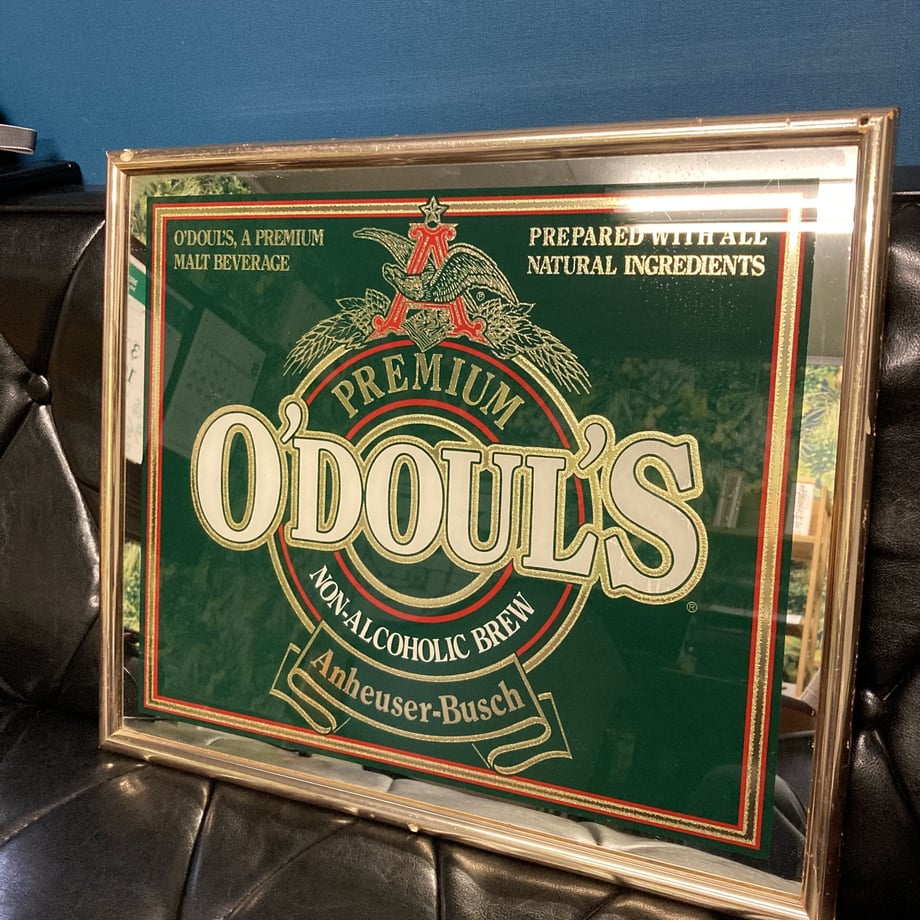 O'DOUL'S, A PREMIUM
MALT BEVERAGE
PREPARED WITH ALL
NATURAL INGREDIENTS
A
®
PREMIUM
O'DOUL'S
®
NON-ALCOHOLIC BREW
Anheuser-Busch